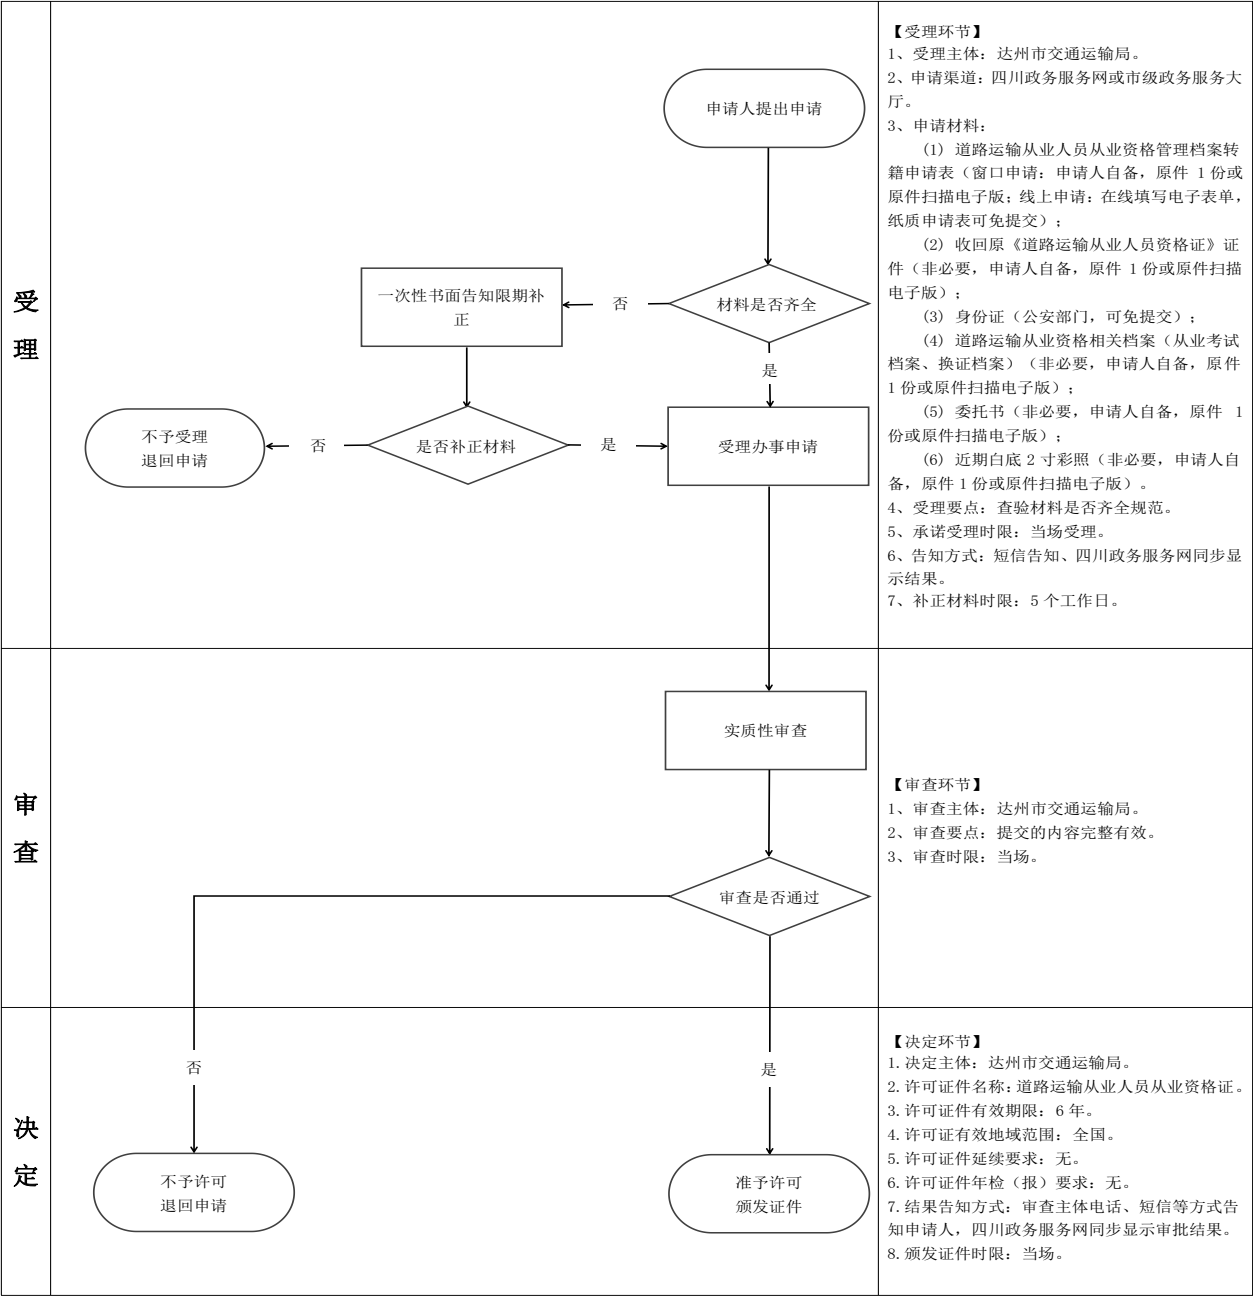 受
理
申请人提出申请
材料是否齐全
否
一次性书面告知限期补
正
是
不予受理
退回申请
否
是否补正材料
是
受理办事申请
【受理环节】
1、受理主体：达州市交通运输局。
2、申请渠道：四川政务服务网或市级政务服务大
厅。
3、申请材料：
（1）道路运输从业人员从业资格管理档案转
籍申请表（窗口申请：申请人自备，原件 1 份或
原件扫描电子版；线上申请：在线填写电子表单，
纸质申请表可免提交）；
（2）收回原《道路运输从业人员资格证》证
件（非必要，申请人自备，原件 1 份或原件扫描
电子版）；
（3）身份证（公安部门，可免提交）；
（4）道路运输从业资格相关档案（从业考试
档案、换证档案）（非必要，申请人自备，原件
1 份或原件扫描电子版）；
（5）委托书（非必要，申请人自备，原件 1
份或原件扫描电子版）；
（6）近期白底 2 寸彩照（非必要，申请人自
备，原件 1 份或原件扫描电子版）。
4、受理要点：查验材料是否齐全规范。
5、承诺受理时限：当场受理。
6、告知方式：短信告知、四川政务服务网同步显
示结果。
7、补正材料时限：5 个工作日。
审
查
实质性审查
审查是否通过
【审查环节】
1、审查主体：达州市交通运输局。
2、审查要点：提交的内容完整有效。
3、审查时限：当场。
决
定
否
是
不予许可
退回申请
准予许可
颁发证件
【决定环节】
1.决定主体：达州市交通运输局。
2.许可证件名称：道路运输从业人员从业资格证。
3.许可证件有效期限：6 年。
4.许可证有效地域范围：全国。
5.许可证件延续要求：无。
6.许可证件年检（报）要求：无。
7.结果告知方式：审查主体电话、短信等方式告
知申请人，四川政务服务网同步显示审批结果。
8.颁发证件时限：当场。